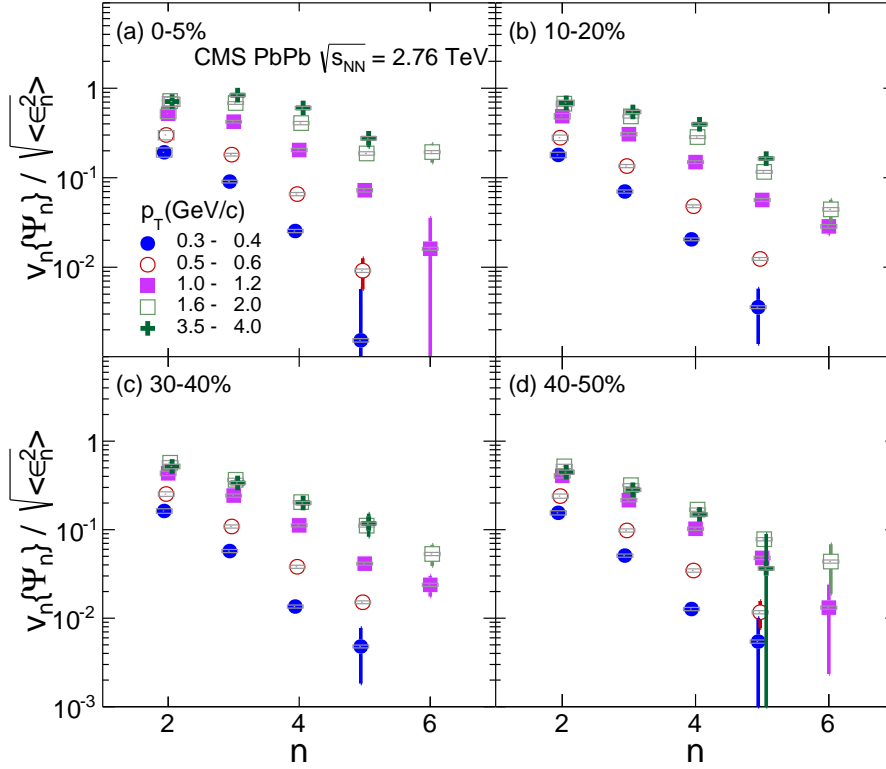 (a) 0-5%
CMS PbPb √s_NN = 2.76 TeV
(b) 10-20%
v_n{Ψ_n} / √<ϵ_n^2>
1
10^-1
10^-2
p_T(GeV/c)
0.3 - 0.4
0.5 - 0.6
1.0 - 1.2
1.6 - 2.0
3.5 - 4.0
(c) 30-40%
(d) 40-50%
v_n{Ψ_n} / √<ϵ_n^2>
1
10^-1
10^-2
10^-3
2 4 6
2 4 6
n
n